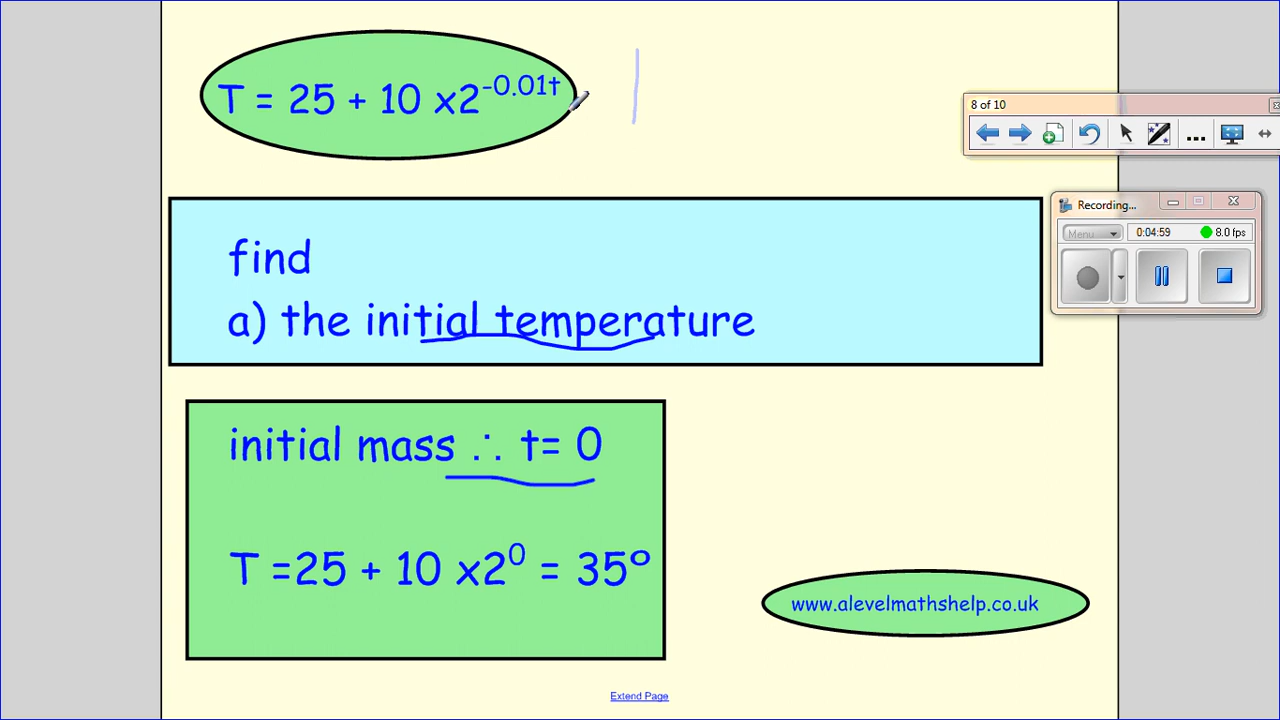 T = 25 + 10 x2^-0.01t
8 of 10
Recording...
Menu
0:04:59
8.0 fps
find
a) the initial temperature
initial mass ∴ t= 0
T =25 + 10 x2^0 = 35º
www.alevelmathshelp.co.uk
Extend Page